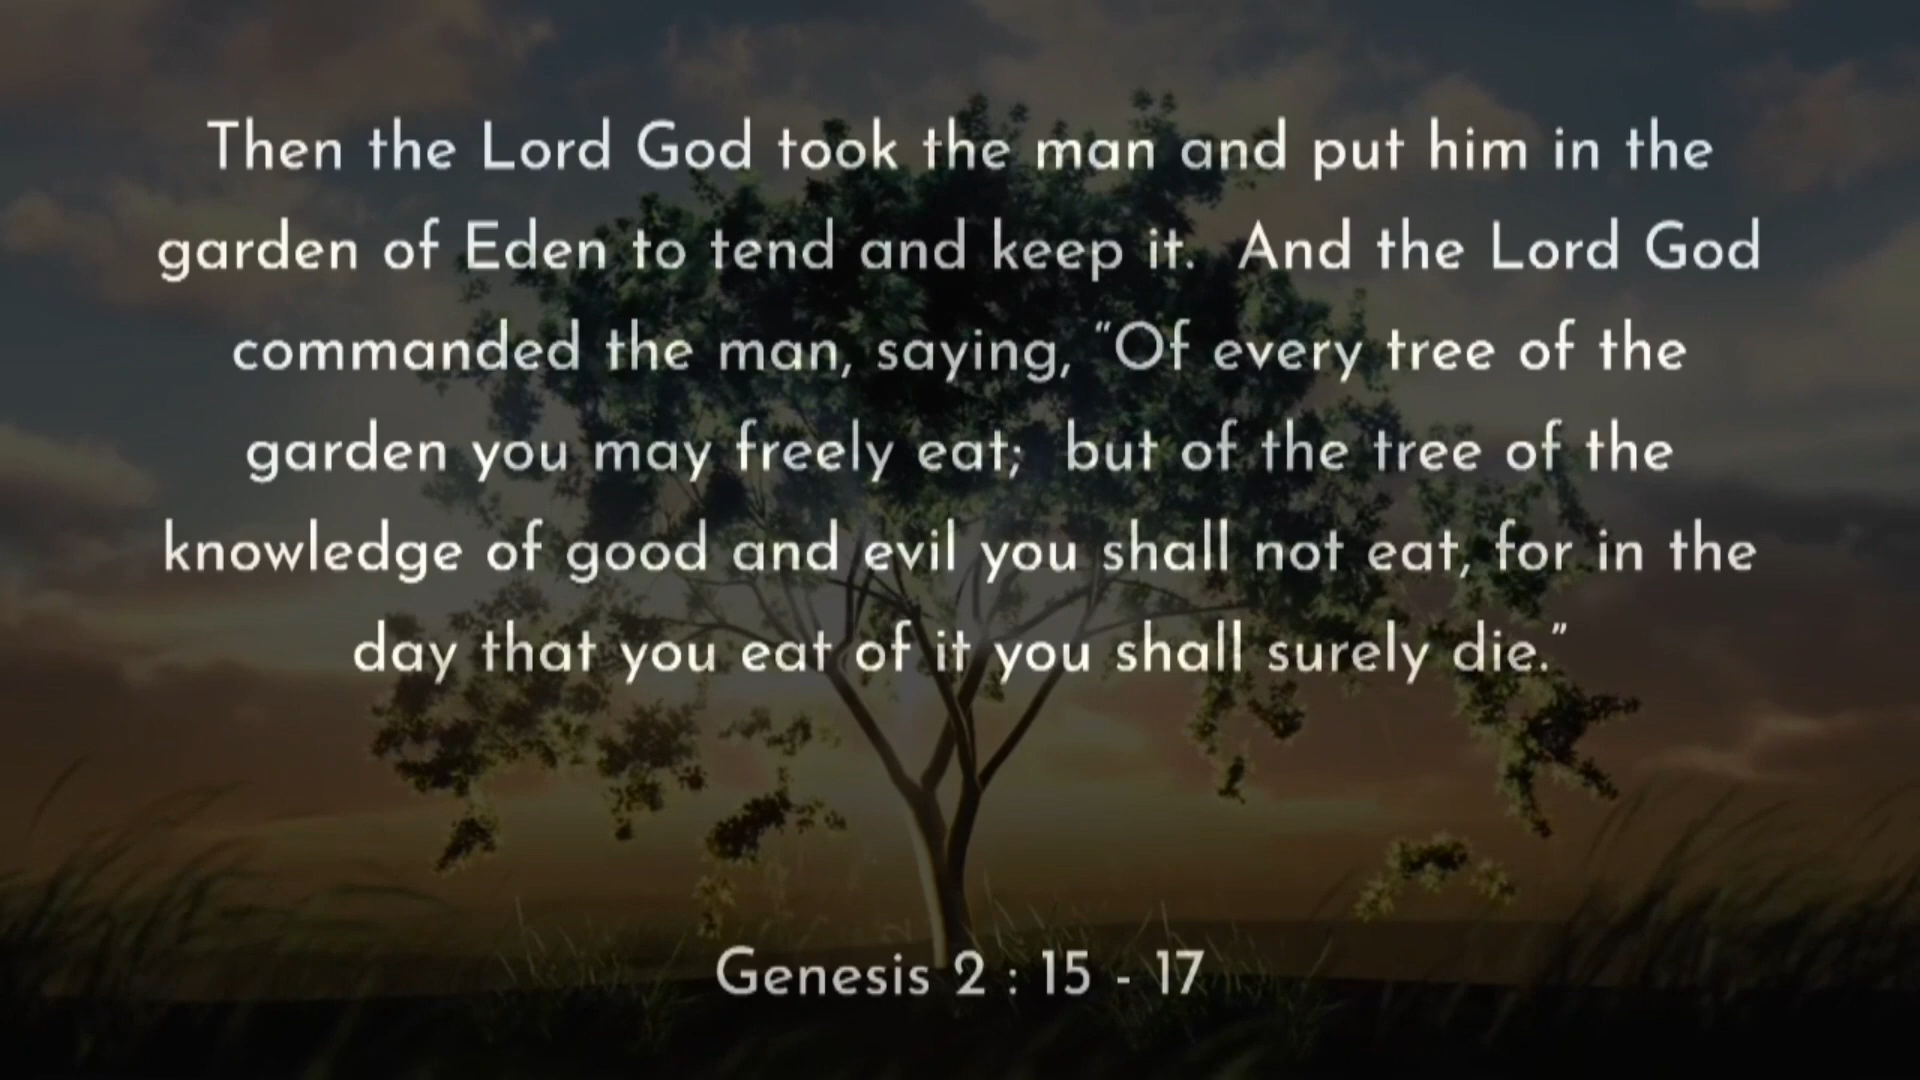 Then the Lord God took the man and put him in the
garden of Eden to tend and keep it.  And the Lord God
commanded the man, saying, “Of every tree of the
garden you may freely eat;  but of the tree of the
knowledge of good and evil you shall not eat, for in the
day that you eat of it you shall surely die.”
Genesis 2 : 15 - 17